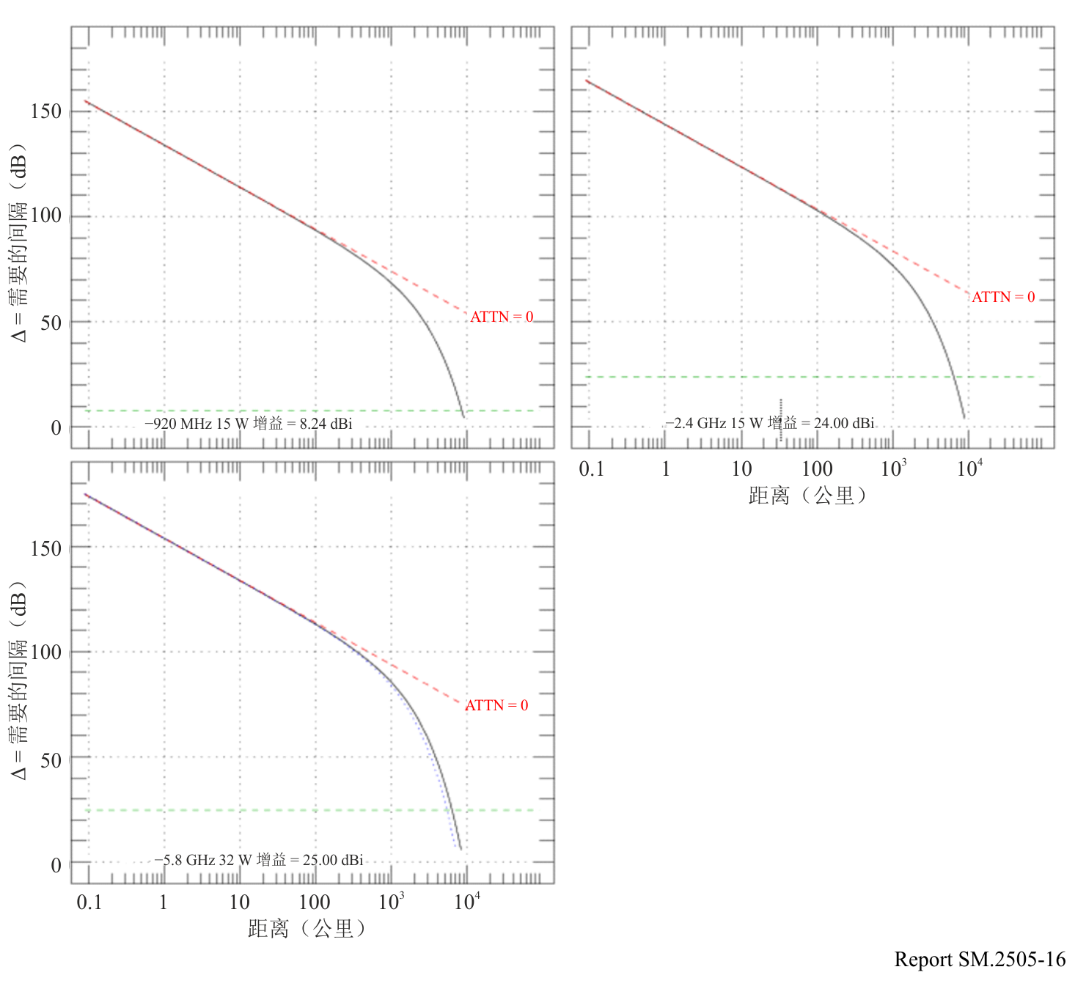 150
100
50
0
Δ = 需要的间隔（dB）
ATTN = 0
−920 MHz 15 W 增益 = 8.24 dBi
ATTN = 0
−2.4 GHz 15 W 增益 = 24.00 dBi
0.1 1 10 100 10³ 10⁴
距离（公里）
150
100
50
0
Δ = 需要的间隔（dB）
ATTN = 0
−5.8 GHz 32 W 增益 = 25.00 dBi
0.1 1 10 100 10³ 10⁴
距离（公里）
Report SM.2505-16